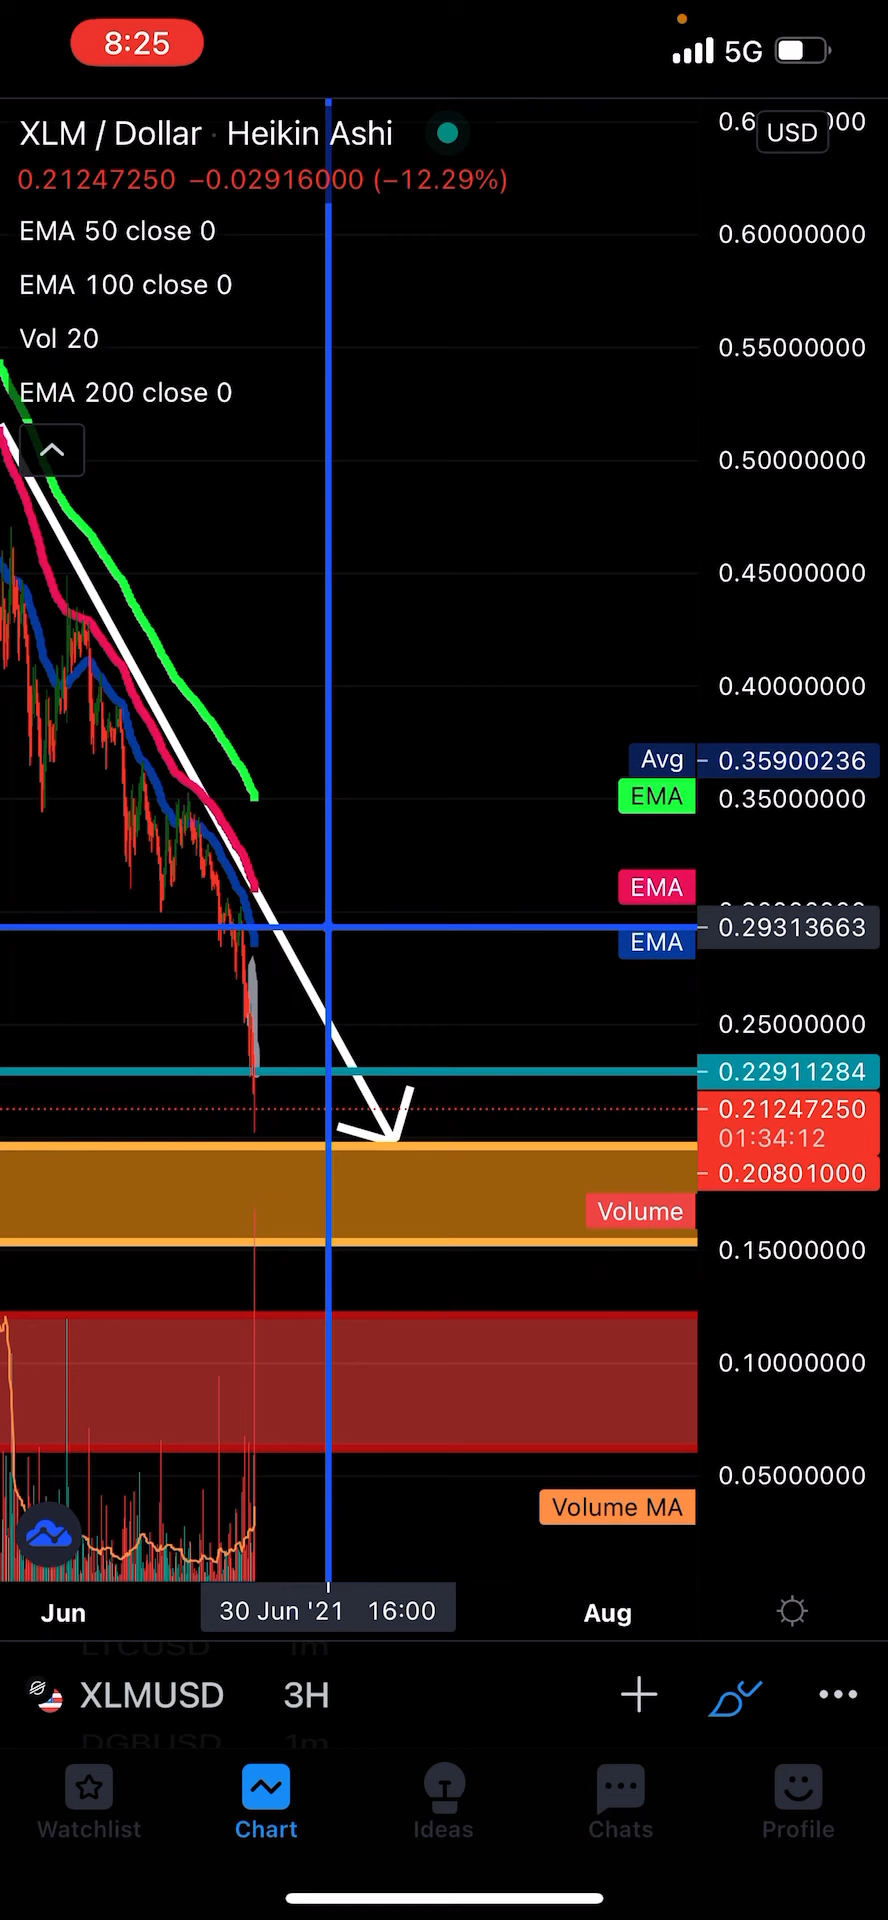 8:25
5G
XLM / Dollar · Heikin Ashi
USD
0.21247250 −0.02916000 (−12.29%)
EMA 50 close 0
EMA 100 close 0
Vol 20
EMA 200 close 0
0.60000000
0.55000000
0.50000000
0.45000000
0.40000000
Avg 0.35900236
EMA 0.35000000
EMA
0.29313663
EMA
0.25000000
0.22911284
0.21247250
01:34:12
0.20801000
Volume
0.15000000
0.10000000
0.05000000
Volume MA
Jun
30 Jun '21 16:00
Aug
LTCUSD 1m
XLMUSD 3H
DGBUSD 1m
Watchlist
Chart
Ideas
Chats
Profile